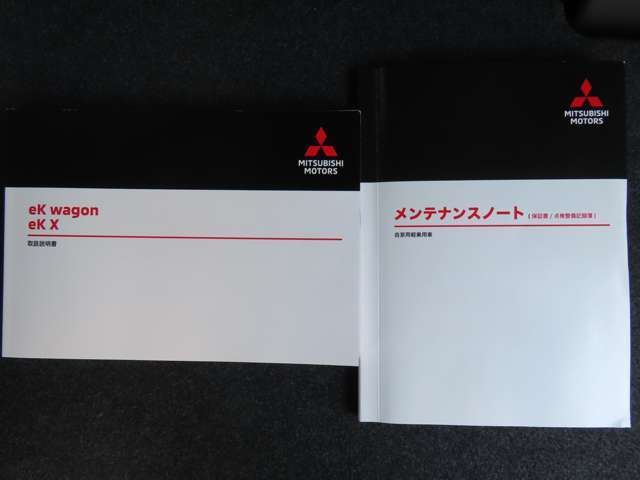 MITSUBISHI
MOTORS
eK wagon
eK X
取扱説明書
MITSUBISHI
MOTORS
メンテナンスノート ( 保証書 / 点検整備記録簿 )
自家用軽乗用車